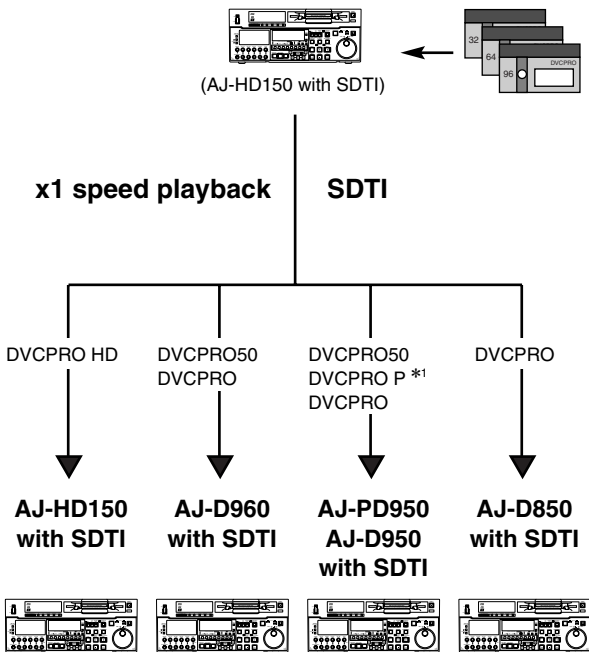 32
64
96
DVCPRO
(AJ-HD150 with SDTI)
x1 speed playback
SDTI
DVCPRO HD
DVCPRO50
DVCPRO
DVCPRO50
DVCPRO P *1
DVCPRO
DVCPRO
AJ-HD150
with SDTI
AJ-D960
with SDTI
AJ-PD950
AJ-D950
with SDTI
AJ-D850
with SDTI